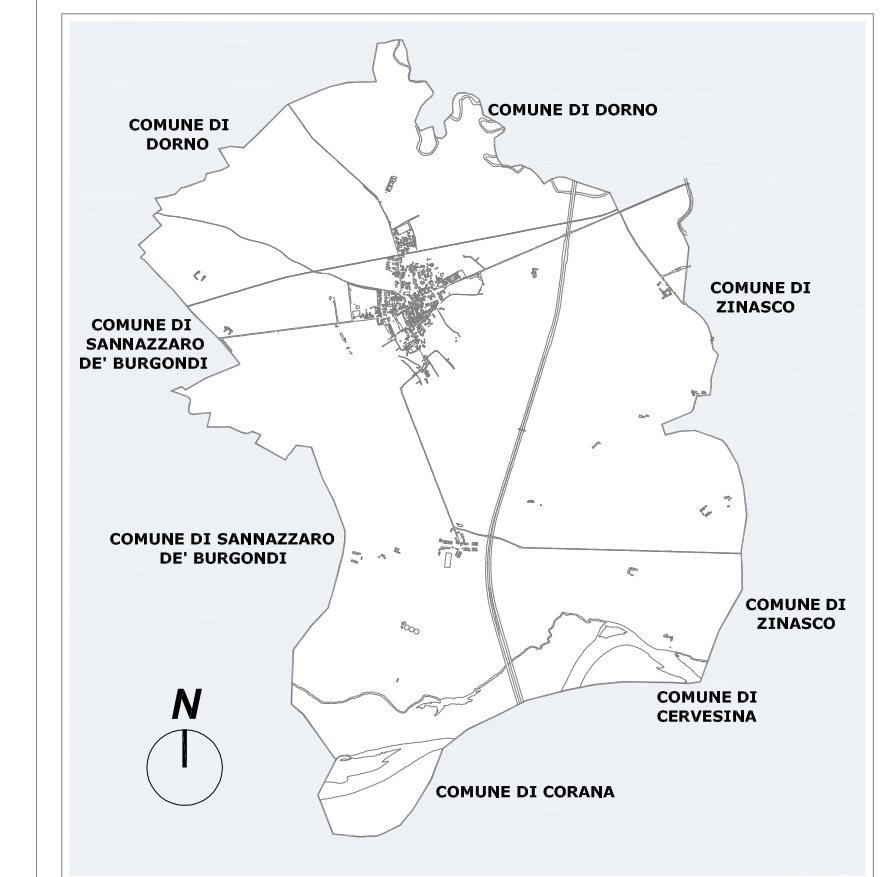 COMUNE DI DORNO
COMUNE DI
DORNO
COMUNE DI
ZINASCO
COMUNE DI
SANNAZZARO
DE' BURGONDI
COMUNE DI SANNAZZARO
DE' BURGONDI
COMUNE DI
ZINASCO
N
COMUNE DI
CERVESINA
COMUNE DI CORANA